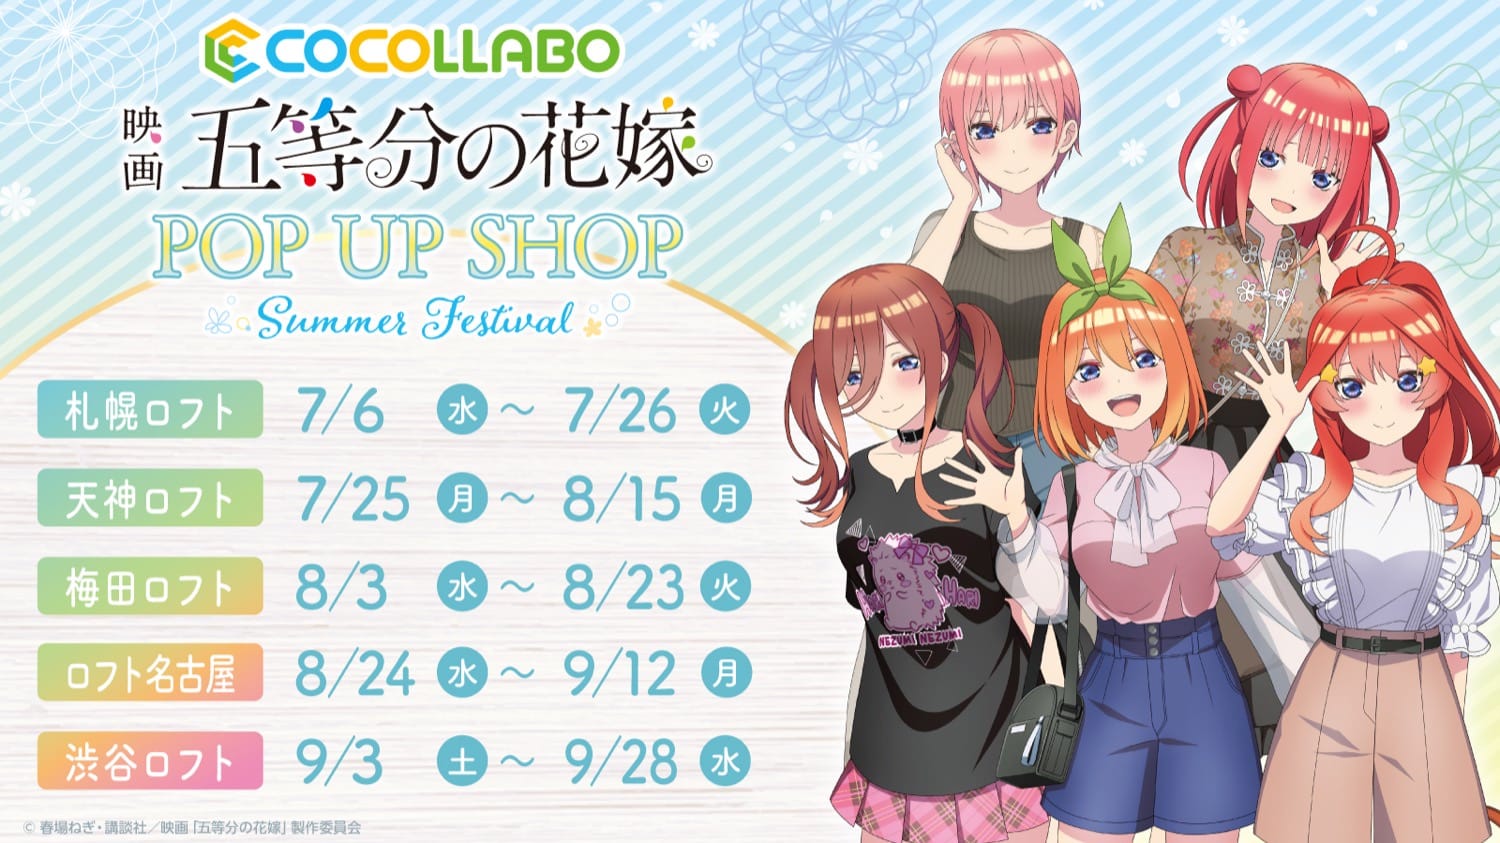 COCOLLABO
映画 五等分の花嫁
POP UP SHOP
Summer Festival
札幌ロフト 7/6 水 ～ 7/26 火
天神ロフト 7/25 月 ～ 8/15 月
梅田ロフト 8/3 水 ～ 8/23 火
ロフト名古屋 8/24 水 ～ 9/12 月
渋谷ロフト 9/3 土 ～ 9/28 水
HARI
NEZUMI NEZUMI
© 春場ねぎ・講談社／映画「五等分の花嫁」製作委員会